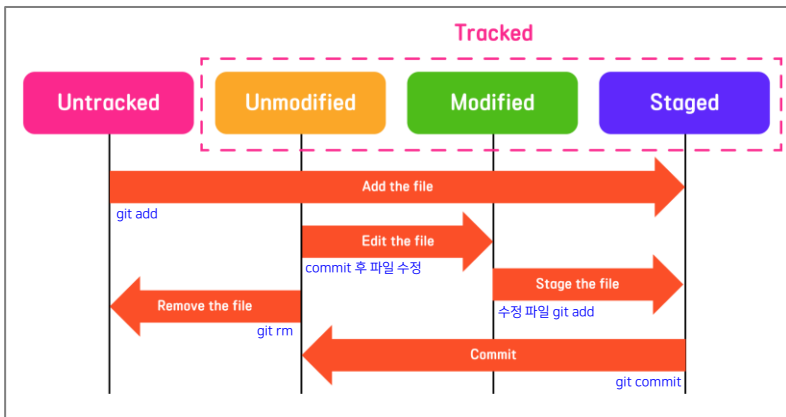 Tracked
Untracked
Unmodified
Modified
Staged
Add the file
git add
Edit the file
commit 후 파일 수정
Stage the file
수정 파일 git add
Remove the file
git rm
Commit
git commit